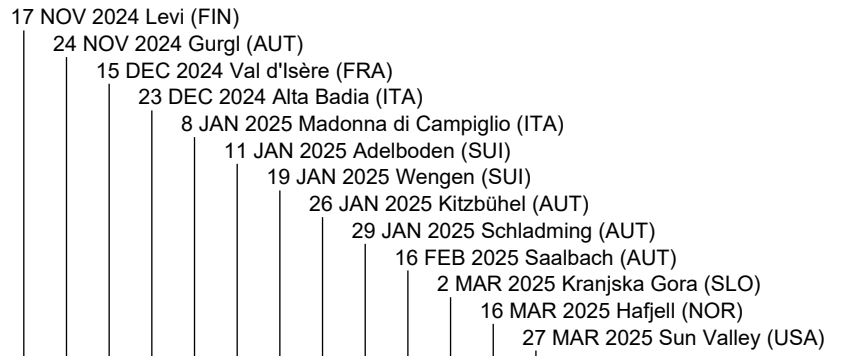 17 NOV 2024 Levi (FIN)
24 NOV 2024 Gurgl (AUT)
15 DEC 2024 Val d'Isère (FRA)
23 DEC 2024 Alta Badia (ITA)
8 JAN 2025 Madonna di Campiglio (ITA)
11 JAN 2025 Adelboden (SUI)
19 JAN 2025 Wengen (SUI)
26 JAN 2025 Kitzbühel (AUT)
29 JAN 2025 Schladming (AUT)
16 FEB 2025 Saalbach (AUT)
2 MAR 2025 Kranjska Gora (SLO)
16 MAR 2025 Hafjell (NOR)
27 MAR 2025 Sun Valley (USA)